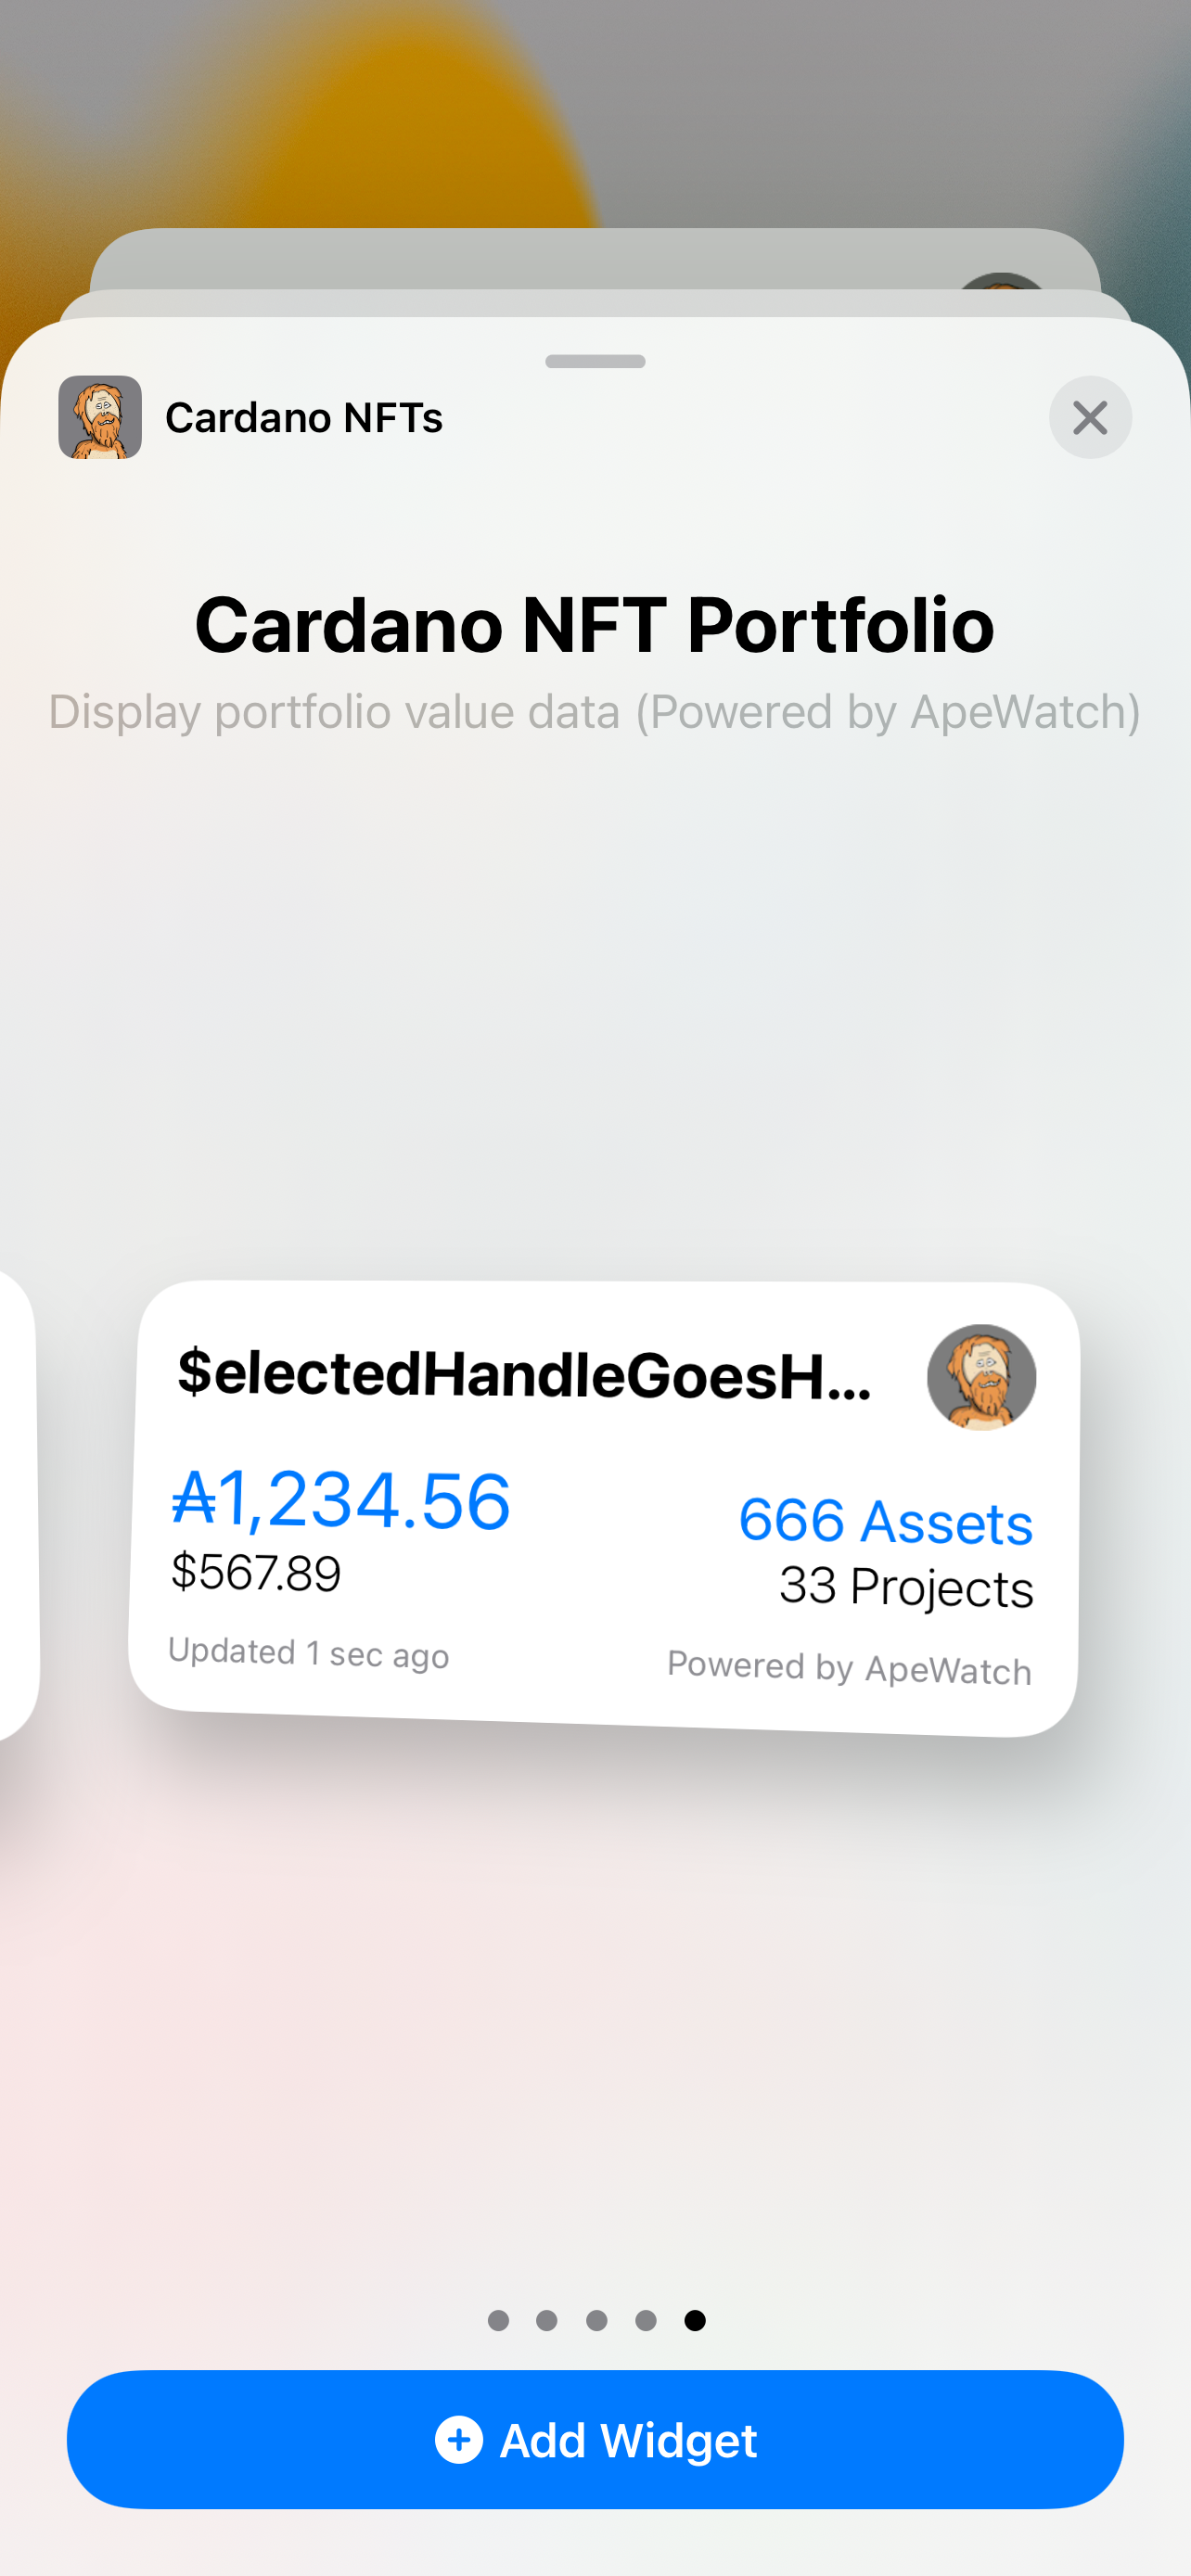 Cardano NFTs
Cardano NFT Portfolio
Display portfolio value data (Powered by ApeWatch)
$electedHandleGoesH...
₳1,234.56
666 Assets
$567.89
33 Projects
Updated 1 sec ago
Powered by ApeWatch
Add Widget